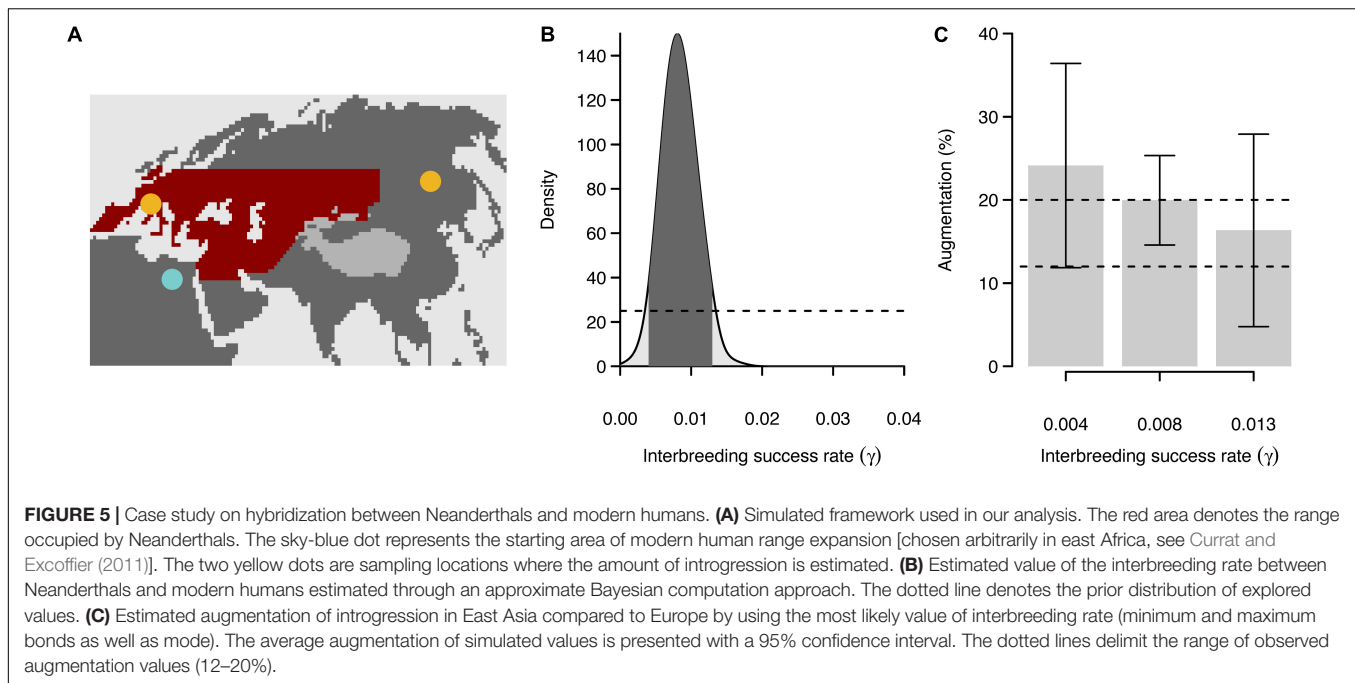 A
B
C
140
120
100
80
60
40
20
0
Density
0.00 0.01 0.02 0.03 0.04
Interbreeding success rate (γ)
40
30
20
10
0
Augmentation (%)
0.004 0.008 0.013
Interbreeding success rate (γ)
FIGURE 5 | Case study on hybridization between Neanderthals and modern humans. (A) Simulated framework used in our analysis. The red area denotes the range
occupied by Neanderthals. The sky-blue dot represents the starting area of modern human range expansion [chosen arbitrarily in east Africa, see Currat and
Excoffier (2011)]. The two yellow dots are sampling locations where the amount of introgression is estimated. (B) Estimated value of the interbreeding rate between
Neanderthals and modern humans estimated through an approximate Bayesian computation approach. The dotted line denotes the prior distribution of explored
values. (C) Estimated augmentation of introgression in East Asia compared to Europe by using the most likely value of interbreeding rate (minimum and maximum
bonds as well as mode). The average augmentation of simulated values is presented with a 95% confidence interval. The dotted lines delimit the range of observed
augmentation values (12–20%).